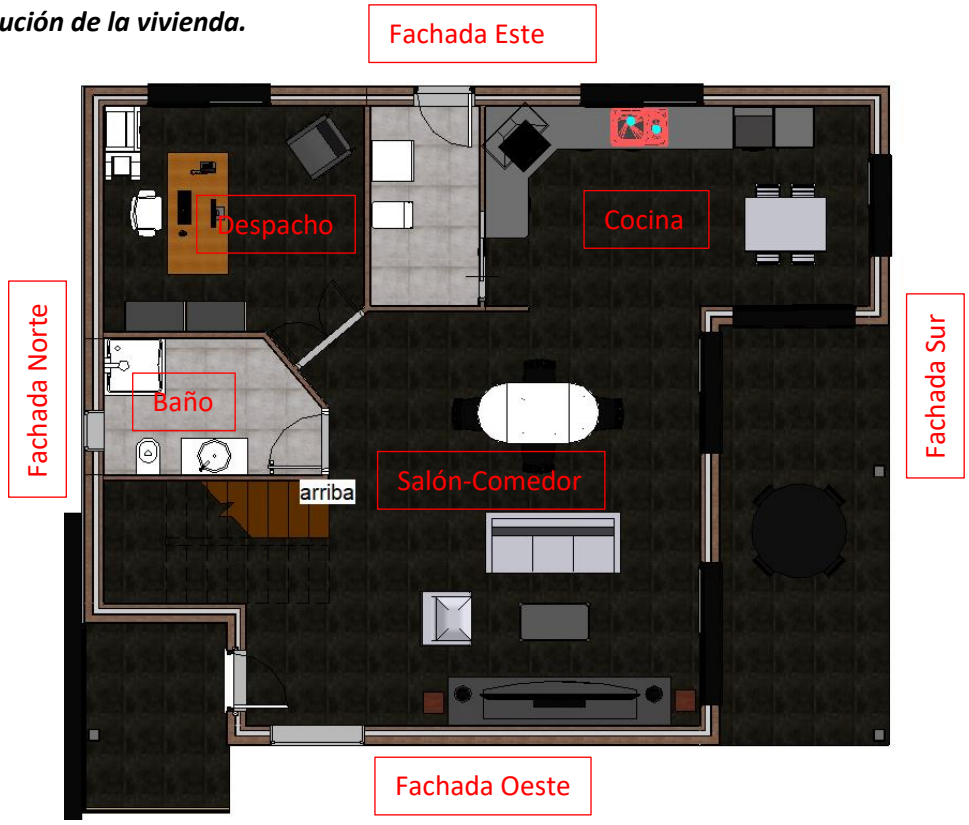 ución de la vivienda.
Fachada Este
Despacho
Cocina
Fachada Norte
Fachada Sur
Baño
Salón-Comedor
arriba
Fachada Oeste